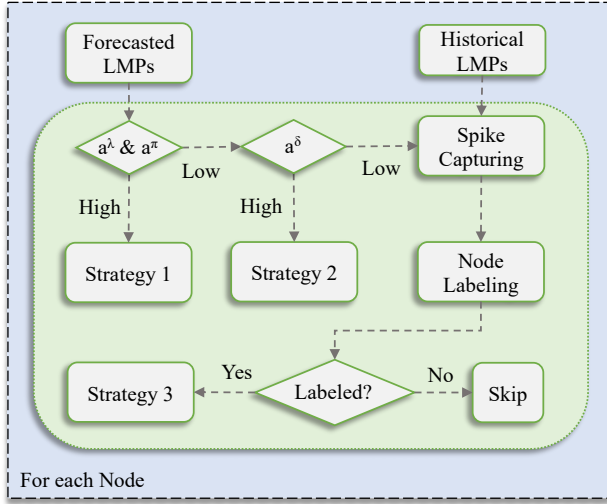 Forecasted
LMPs
Historical
LMPs
a^λ & a^π
Low
a^δ
Low
Spike
Capturing
High
High
Strategy 1
Strategy 2
Node
Labeling
Strategy 3
Yes
Labeled?
No
Skip
For each Node